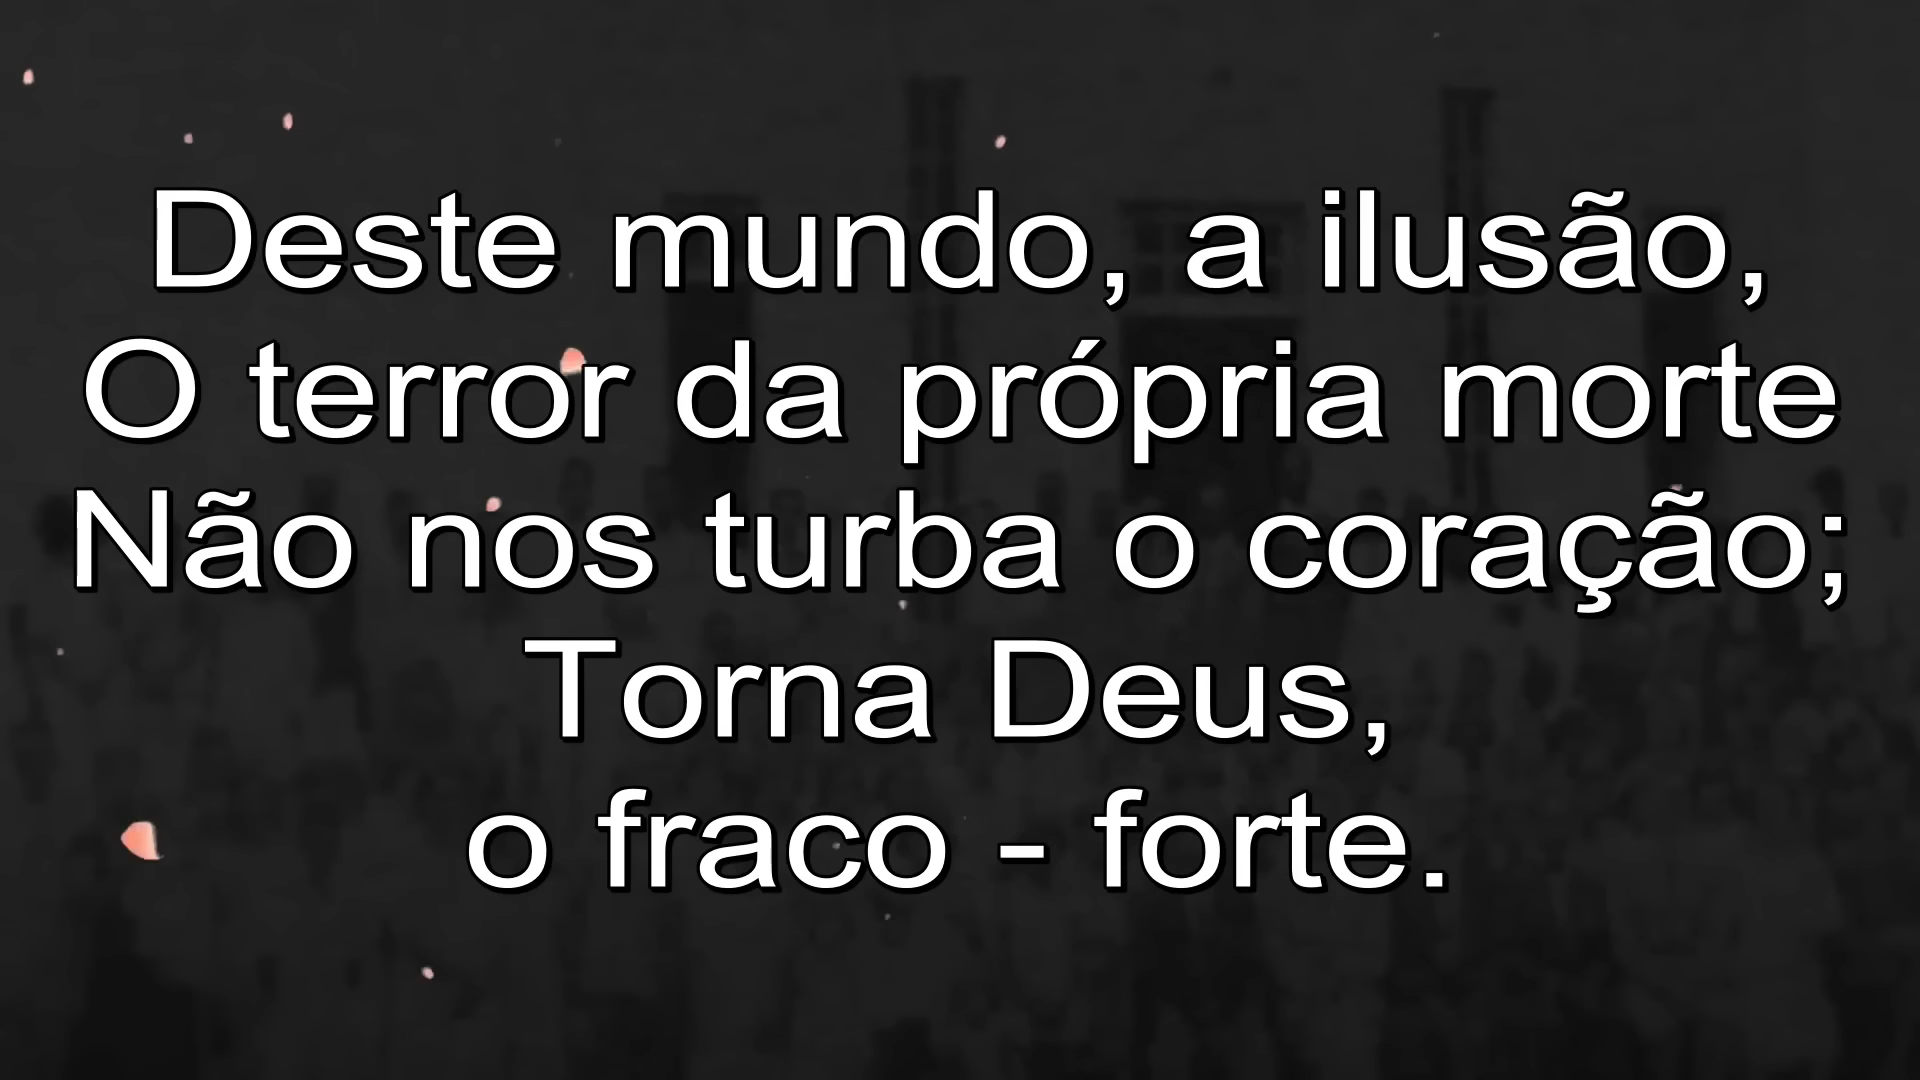 Deste mundo, a ilusão,
O terror da própria morte
Não nos turba o coração;
Torna Deus,
o fraco - forte.